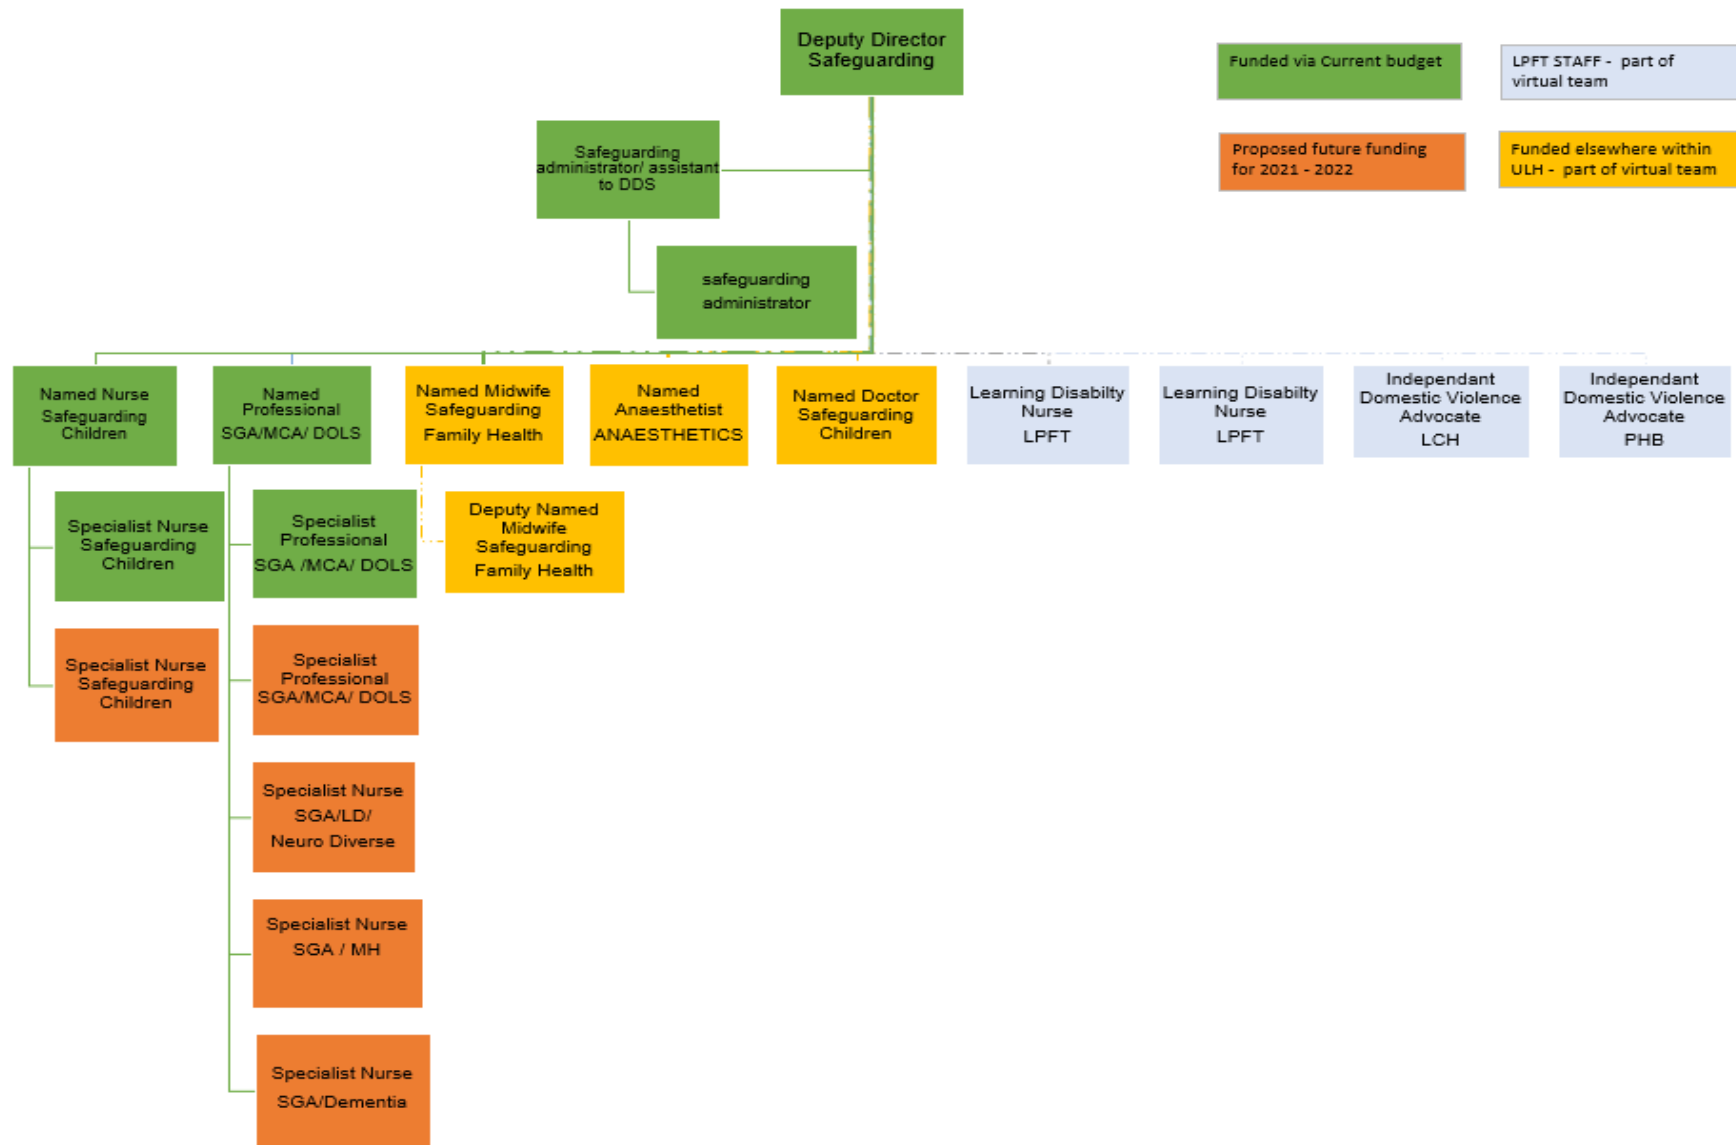 Deputy Director
Safeguarding
Funded via Current budget
LPFT STAFF - part of
virtual team
Proposed future funding
for 2021 - 2022
Funded elsewhere within
ULH - part of virtual team
Safeguarding
administrator/ assistant
to DDS
safeguarding
administrator
Named Nurse
Safeguarding
Children
Named
Professional
SGA/MCA/ DOLS
Named Midwife
Safeguarding
Family Health
Named
Anaesthetist
ANAESTHETICS
Named Doctor
Safeguarding
Children
Learning Disabilty
Nurse
LPFT
Learning Disabilty
Nurse
LPFT
Independant
Domestic Violence
Advocate
LCH
Independant
Domestic Violence
Advocate
PHB
Specialist Nurse
Safeguarding
Children
Specialist
Professional
SGA /MCA/ DOLS
Deputy Named
Midwife
Safeguarding
Family Health
Specialist Nurse
Safeguarding
Children
Specialist
Professional
SGA/MCA/ DOLS
Specialist Nurse
SGA/LD/
Neuro Diverse
Specialist Nurse
SGA / MH
Specialist Nurse
SGA/Dementia